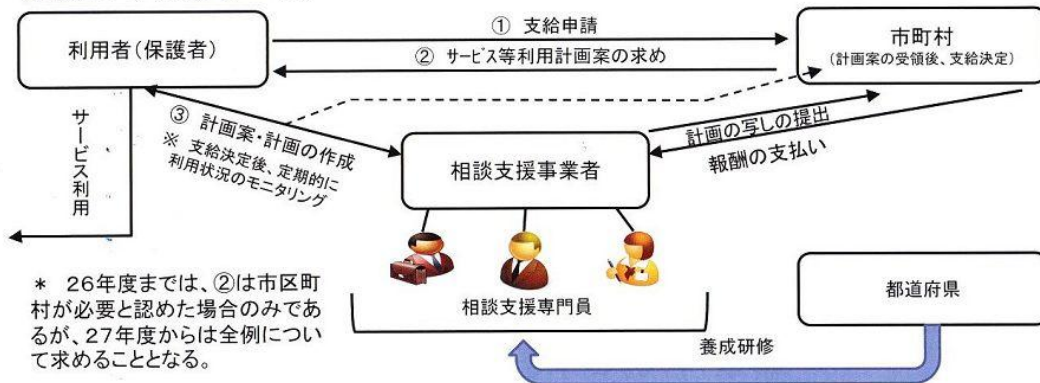 ① 支給申請
利用者(保護者)
② サービス等利用計画案の求め
市町村
(計画案の受領後、支給決定)
サービス利用
③ 計画案・計画の作成
※ 支給決定後、定期的に
利用状況のモニタリング
計画の写しの提出
報酬の支払い
相談支援事業者
相談支援専門員
* 26年度までは、②は市区町
村が必要と認めた場合のみであ
るが、27年度からは全例につい
て求めることとなる。
都道府県
養成研修